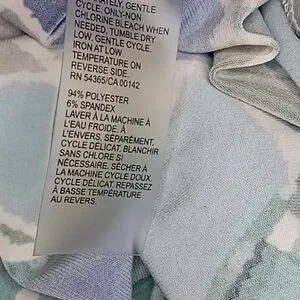 ATELY, GENTLE
CYCLE ONLY-NON
CHLORINE BLEACH WHEN
NEEDED, TUMBLE DRY
LOW, GENTLE CYCLE.
IRON AT LOW
TEMPERATURE ON
REVERSE SIDE.
RN 54365/CA 00142
94% POLYESTER
6% SPANDEX
LAVER À LA MACHINE À
L'EAU FROIDE, À
L'ENVERS, SÉPARÉMENT.
CYCLE DÉLICAT. BLANCHIR
SANS CHLORE SI
NÉCESSAIRE. SÉCHER À
LA MACHINE CYCLE DOUX.
CYCLE DÉLICAT. REPASSEZ
À BASSE TEMPÉRATURE
AU REVERS.